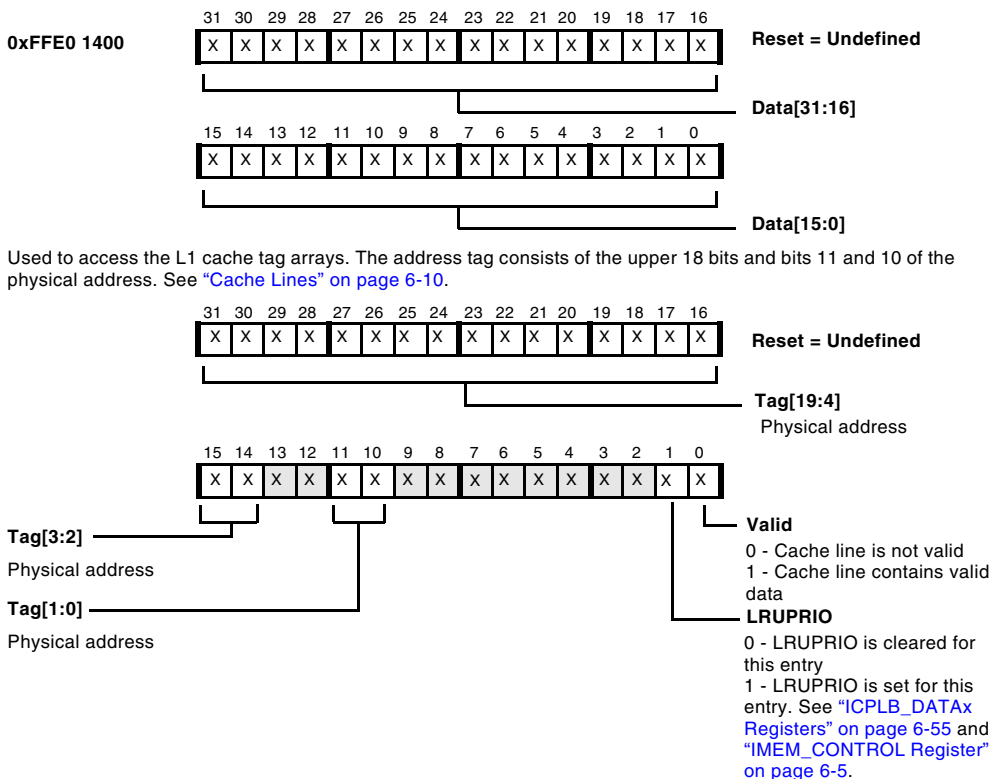 31 30 29 28 27 26 25 24 23 22 21 20 19 18 17 16
0xFFE0 1400
X X X X X X X X X X X X X X X X
Reset = Undefined
Data[31:16]
15 14 13 12 11 10 9 8 7 6 5 4 3 2 1 0
X X X X X X X X X X X X X X X X
Data[15:0]
Used to access the L1 cache tag arrays. The address tag consists of the upper 18 bits and bits 11 and 10 of the
physical address. See “Cache Lines” on page 6-10.
31 30 29 28 27 26 25 24 23 22 21 20 19 18 17 16
X X X X X X X X X X X X X X X X
Reset = Undefined
Tag[19:4]
Physical address
15 14 13 12 11 10 9 8 7 6 5 4 3 2 1 0
X X X X X X X X X X X X X X X X
Tag[3:2]
Physical address
Tag[1:0]
Physical address
Valid
0 - Cache line is not valid
1 - Cache line contains valid
data
LRUPRIO
0 - LRUPRIO is cleared for
this entry
1 - LRUPRIO is set for this
entry. See “ICPLB_DATAx
Registers” on page 6-55 and
“IMEM_CONTROL Register”
on page 6-5.